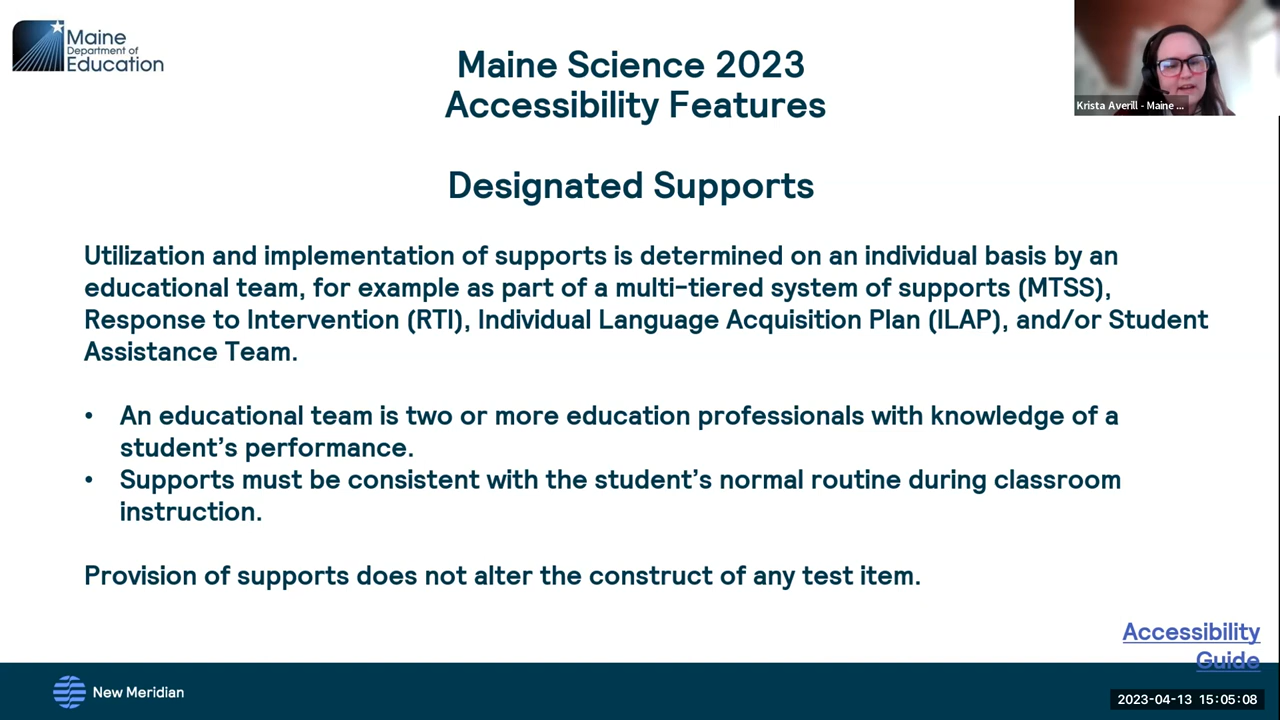 Maine
Department of
Education
Maine Science 2023
Accessibility Features
Krista Averill - Maine ...
Designated Supports
Utilization and implementation of supports is determined on an individual basis by an
educational team, for example as part of a multi-tiered system of supports (MTSS),
Response to Intervention (RTI), Individual Language Acquisition Plan (ILAP), and/or Student
Assistance Team.
• An educational team is two or more education professionals with knowledge of a
student’s performance.
• Supports must be consistent with the student’s normal routine during classroom
instruction.
Provision of supports does not alter the construct of any test item.
Accessibility
Guide
New Meridian
2023-04-13 15:05:08